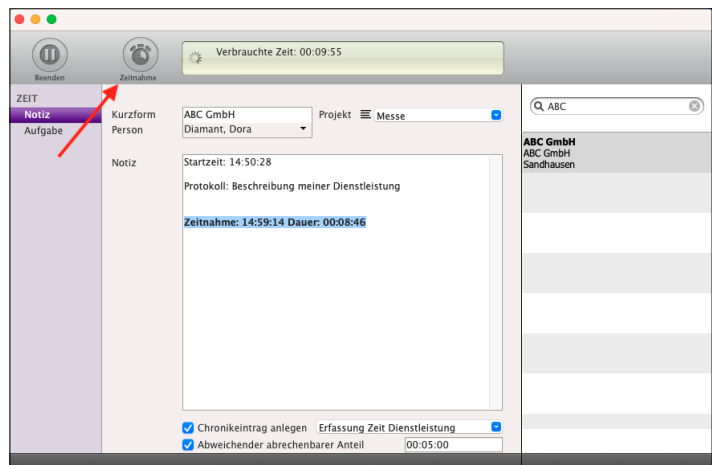 Verbrauchte Zeit: 00:09:55
Beenden
Zeitnahme
ZEIT
Notiz
Aufgabe
Kurzform ABC GmbH Projekt Messe
Person Diamant, Dora
Notiz
Startzeit: 14:50:28
Protokoll: Beschreibung meiner Dienstleistung
Zeitnahme: 14:59:14 Dauer: 00:08:46
Chronikeintrag anlegen Erfassung Zeit Dienstleistung
Abweichender abrechenbarer Anteil 00:05:00
ABC
ABC GmbH
ABC GmbH
Sandhausen